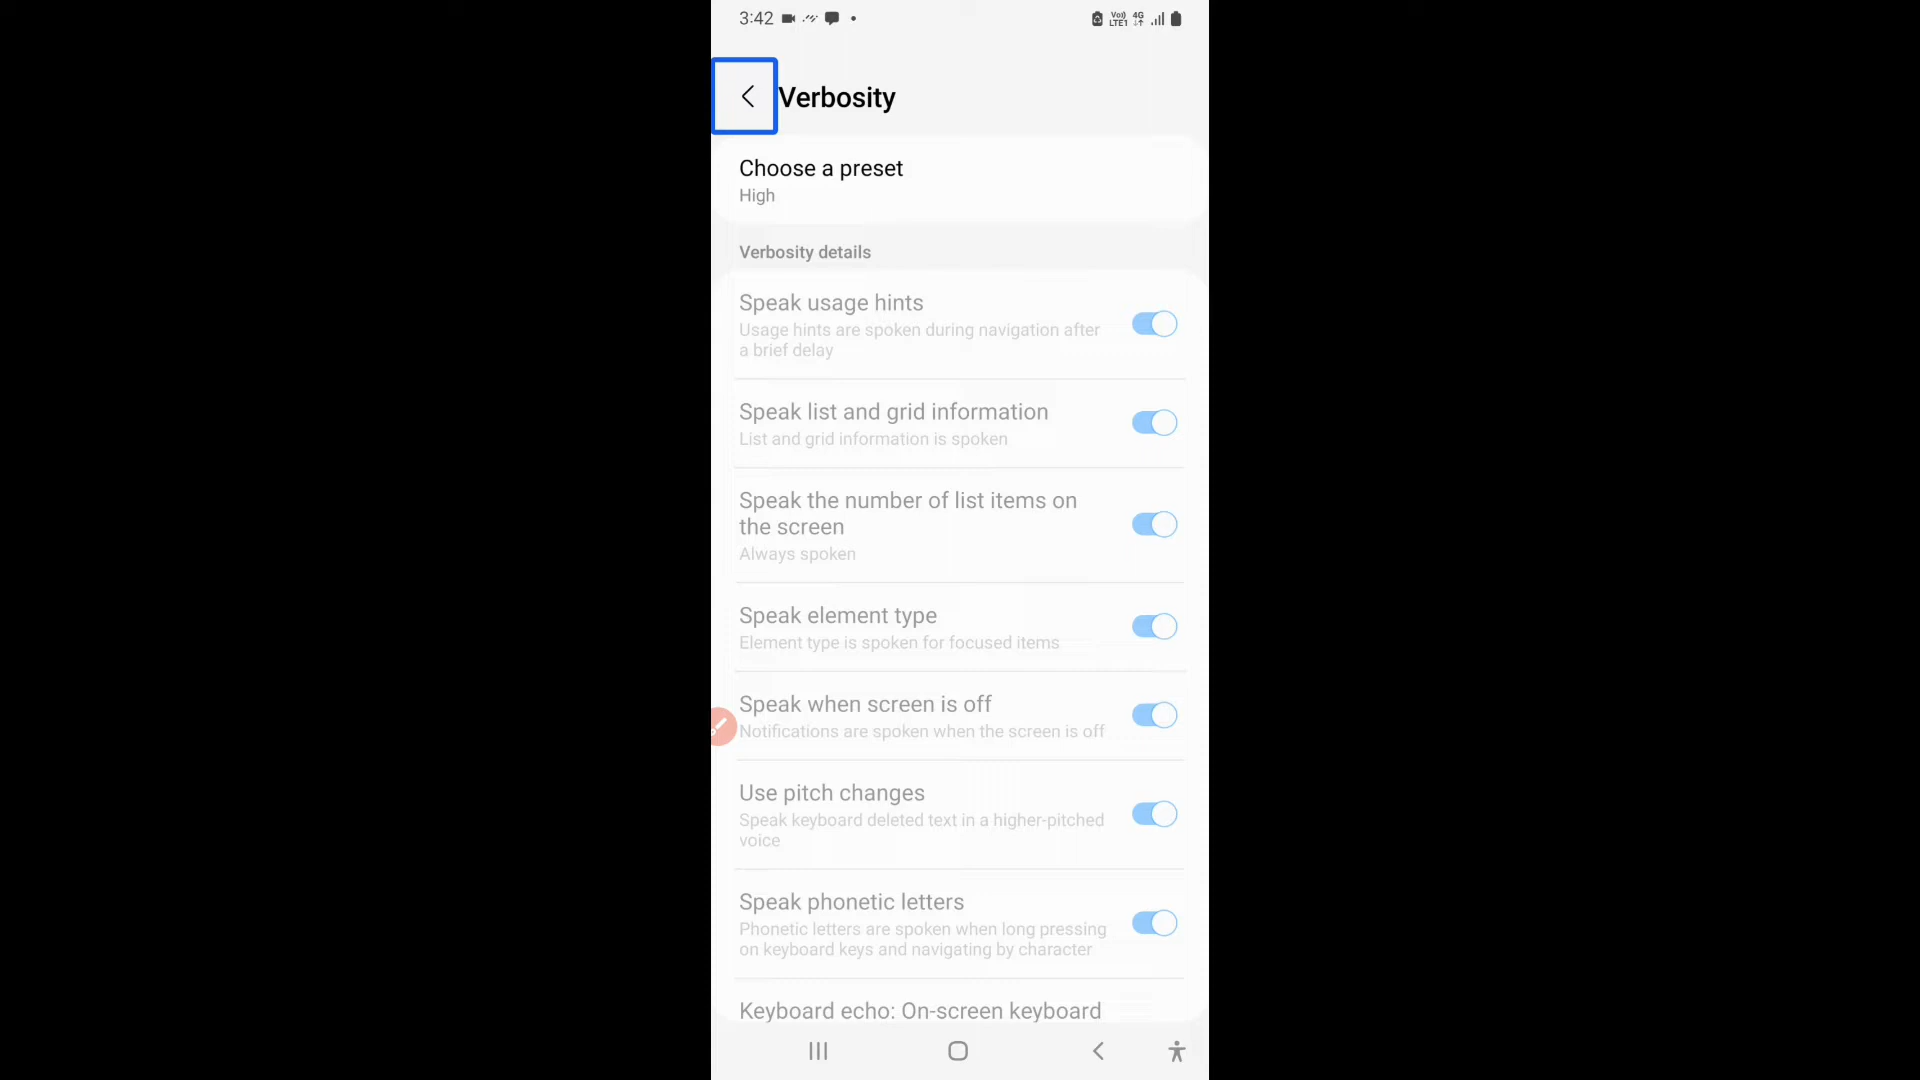 3:42
Vo)) LTE1 4G
Verbosity
Choose a preset
High
Verbosity details
Speak usage hints
Usage hints are spoken during navigation after
a brief delay
Speak list and grid information
List and grid information is spoken
Speak the number of list items on
the screen
Always spoken
Speak element type
Element type is spoken for focused items
Speak when screen is off
Notifications are spoken when the screen is off
Use pitch changes
Speak keyboard deleted text in a higher-pitched
voice
Speak phonetic letters
Phonetic letters are spoken when long pressing
on keyboard keys and navigating by character
Keyboard echo: On-screen keyboard